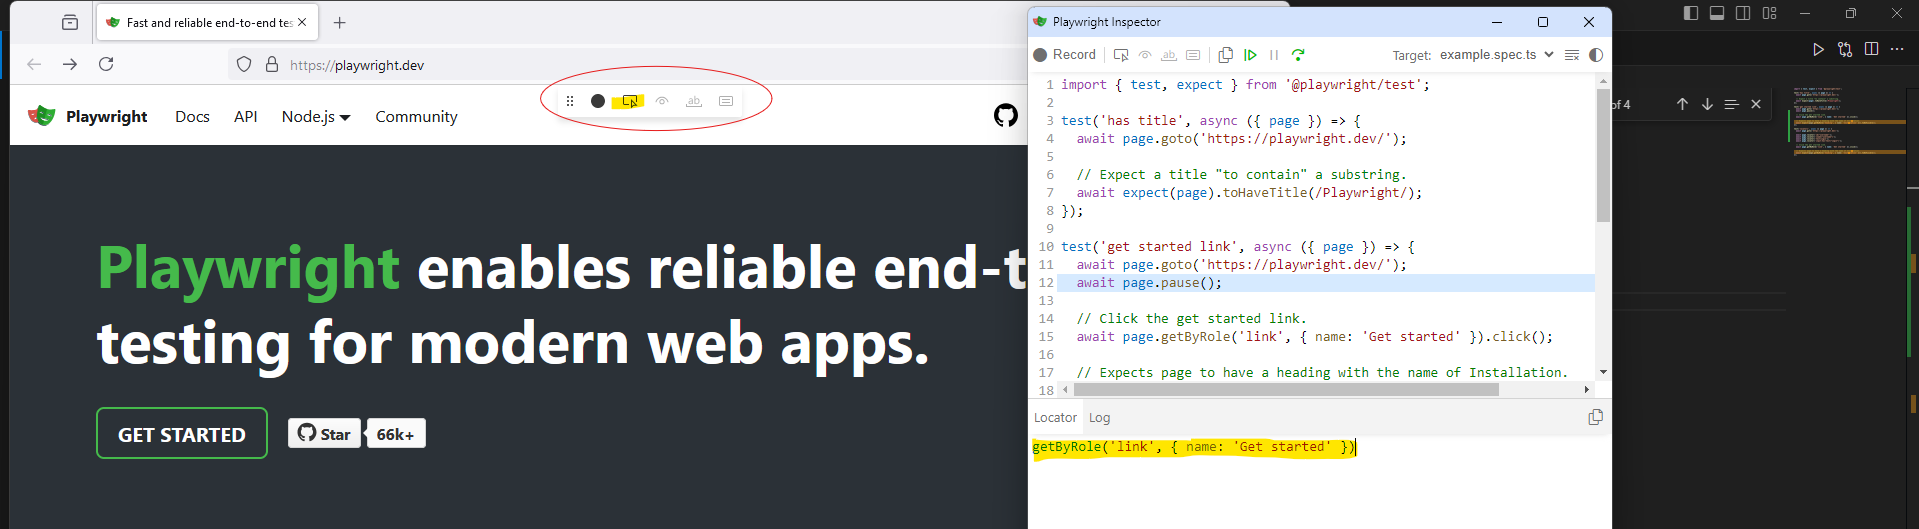 Fast and reliable end-to-end tes
https://playwright.dev
Playwright
Docs
API
Node.js
Community
ab
Playwright enables reliable end-t
testing for modern web apps.
GET STARTED
Star
66k+
Playwright Inspector
Record
ab
Target:
example.spec.ts
1 import { test, expect } from '@playwright/test';
2
3 test('has title', async ({ page }) => {
4 await page.goto('https://playwright.dev/');
5
6 // Expect a title "to contain" a substring.
7 await expect(page).toHaveTitle(/Playwright/);
8 });
9
10 test('get started link', async ({ page }) => {
11 await page.goto('https://playwright.dev/');
12 await page.pause();
13
14 // Click the get started link.
15 await page.getByRole('link', { name: 'Get started' }).click();
16
17 // Expects page to have a heading with the name of Installation.
18
Locator
Log
getByRole('link', { name: 'Get started' })
of 4